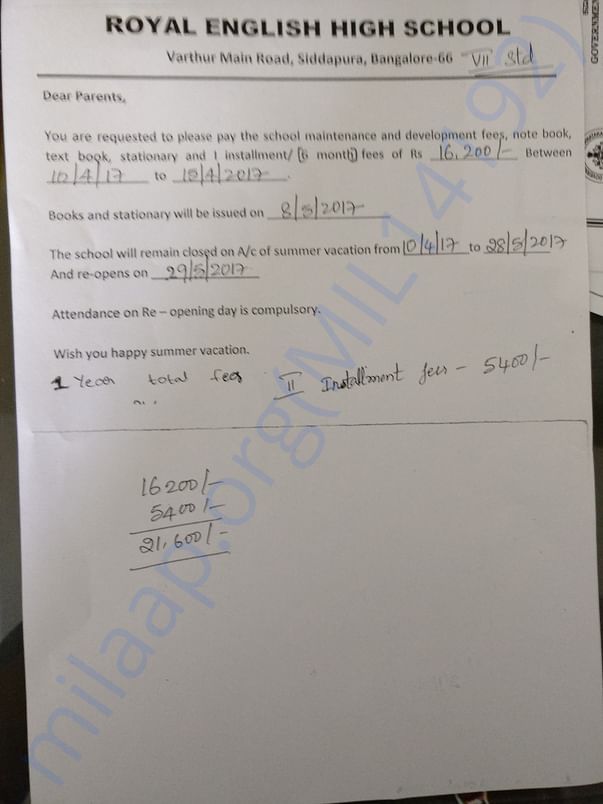 ROYAL ENGLISH HIGH SCHOOL
Varthur Main Road, Siddapura, Bangalore-66 VII Std
Dear Parents,
You are requested to please pay the school maintenance and development fees, note book,
text book, stationary and I installment/ (6 month) fees of Rs 16,200/- Between
10/4/17 to 15/4/2017.
Books and stationary will be issued on 8/5/2017
The school will remain closed on A/c of summer vacation from 10/4/17 to 28/5/2017
And re-opens on 29/5/2017
Attendance on Re – opening day is compulsory.
Wish you happy summer vacation.
1 Year total fees II Installment fees - 5400/-
16200/-
5400/-
21,600/-
milaap.org(MIL14192)
GOVERNMEN